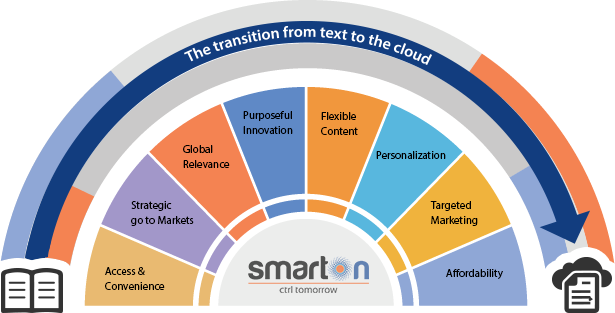 The transition from text to the cloud
Access &
Convenience
Strategic
go to Markets
Global
Relevance
Purposeful
Innovation
Flexible
Content
Personalization
Targeted
Marketing
Affordability
smarton
ctrl tomorrow